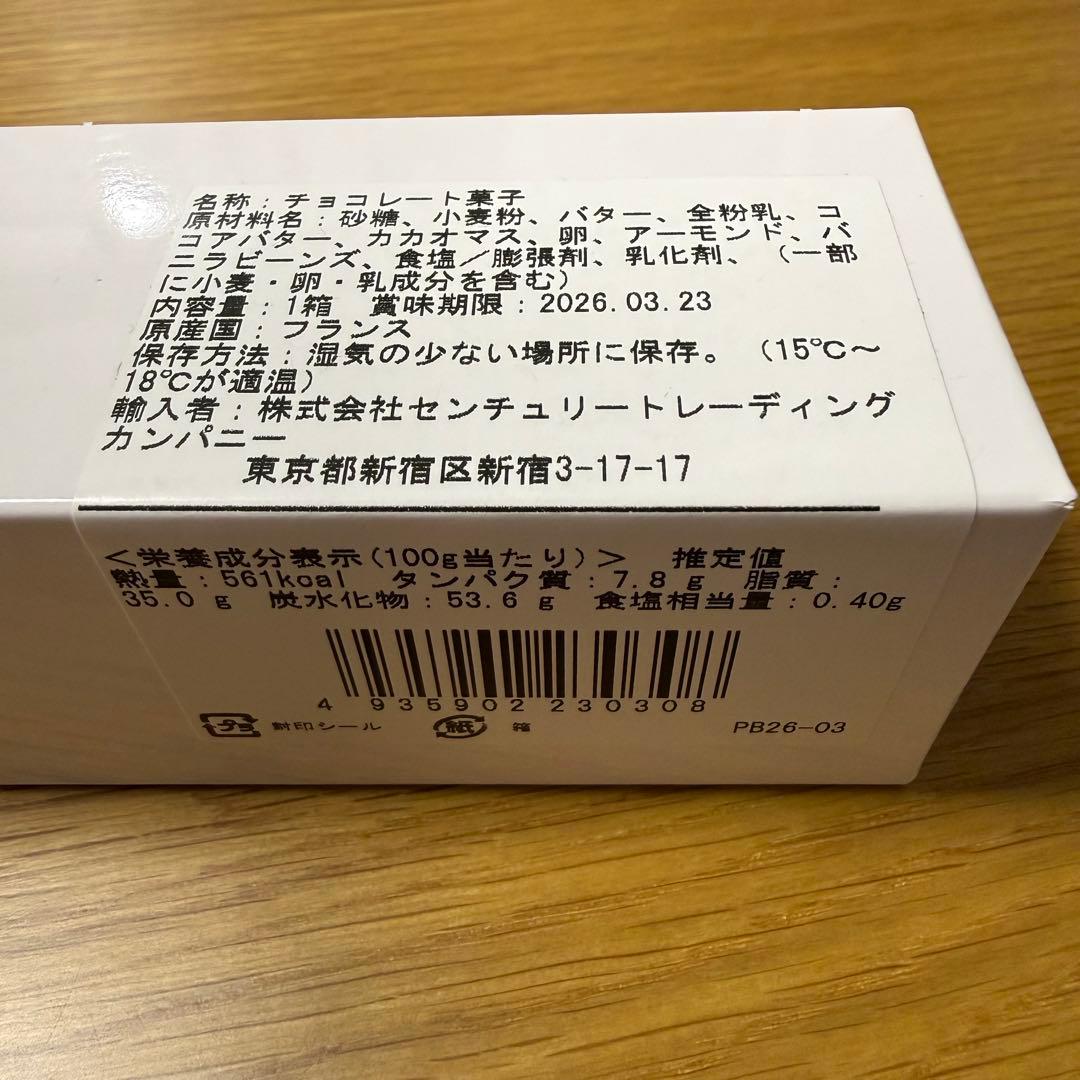 名称：チョコレート菓子
原材料名：砂糖、小麦粉、バター、全粉乳、コ
コアバター、カカオマス、卵、アーモンド、バ
ニラビーンズ、食塩／膨張剤、乳化剤、（一部
に小麦・卵・乳成分を含む）
内容量：1箱　賞味期限：2026.03.23
原産国：フランス
保存方法：湿気の少ない場所に保存。（15℃～
18℃が適温）
輸入者：株式会社センチュリートレーディング
カンパニー
東京都新宿区新宿3-17-17
＜栄養成分表示(100g当たり)＞　推定値
熱量：561kcal　タンパク質：7.8 g　脂質：
35.0 g　炭水化物：53.6 g　食塩相当量：0.40g
4 935902 230308
プラ 封印シール 紙 箱 PB26-03